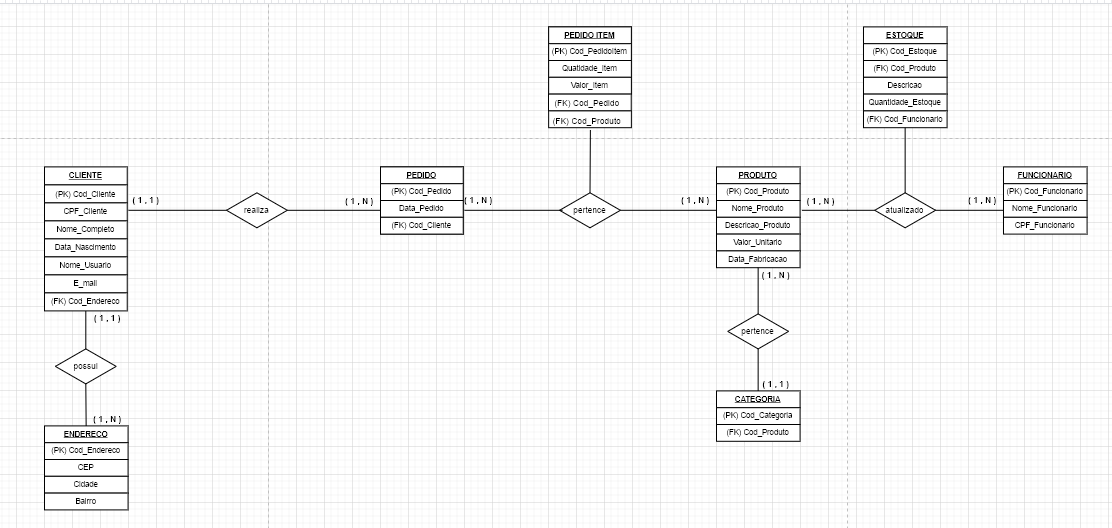 PEDIDO ITEM
(PK) Cod_PedidoItem
Quatidade_Item
Valor_Item
(FK) Cod_Pedido
(FK) Cod_Produto
ESTOQUE
(PK) Cod_Estoque
(FK) Cod_Produto
Descricao
Quantidade_Estoque
(FK) Cod_Funcionario
CLIENTE
(PK) Cod_Cliente
CPF_Cliente
Nome_Completo
Data_Nascimento
Nome_Usuario
E_mail
(FK) Cod_Endereco
(1,1)
realiza
(1,N)
PEDIDO
(PK) Cod_Pedido
Data_Pedido
(FK) Cod_Cliente
(1,N)
pertence
(1,N)
PRODUTO
(PK) Cod_Produto
Nome_Produto
Descricao_Produto
Valor_Unitario
Data_Fabricacao
(1,N)
atualizado
(1,N)
FUNCIONARIO
(PK) Cod_Funcionario
Nome_Funcionario
CPF_Funcionario
(1,1)
possui
(1,N)
ENDERECO
(PK) Cod_Endereco
CEP
Cidade
Bairro
(1,N)
pertence
(1,1)
CATEGORIA
(PK) Cod_Categoria
(FK) Cod_Produto